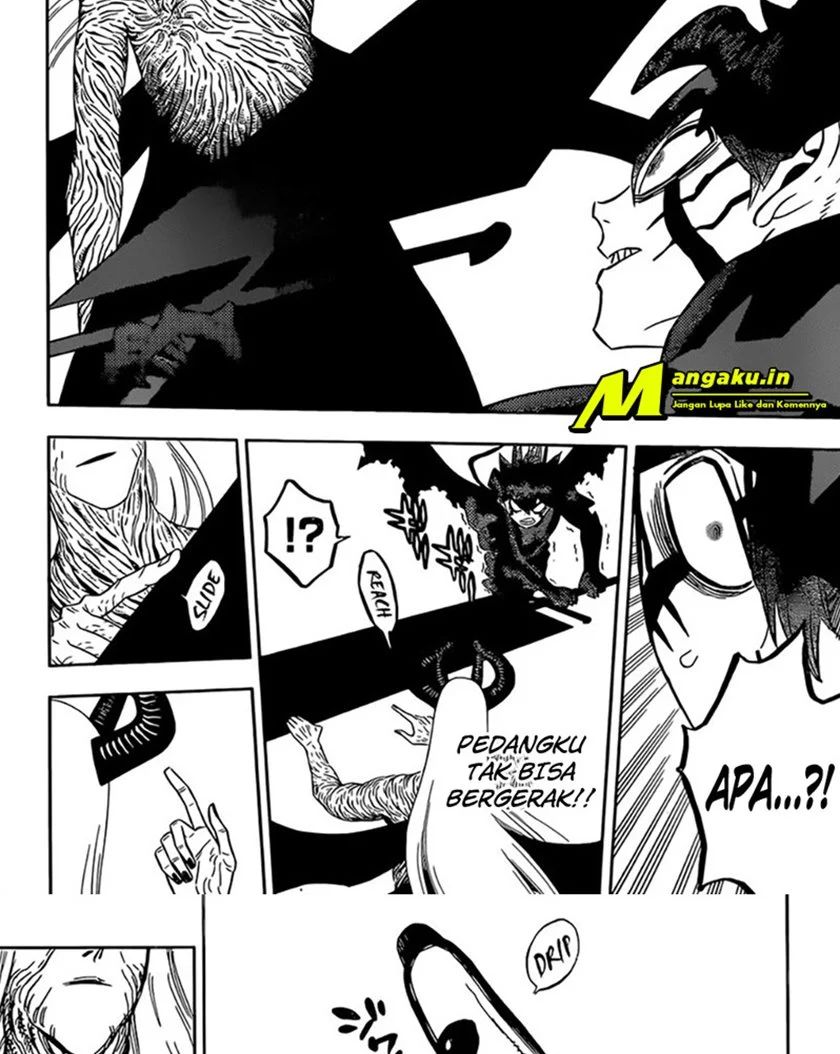 Mangaku.in
Jangan Lupa Like dan Komennya
SLIDE
!?
REACH
PEDANGKU
TAK BISA
BERGERAK!!
APA...?!
DRIP